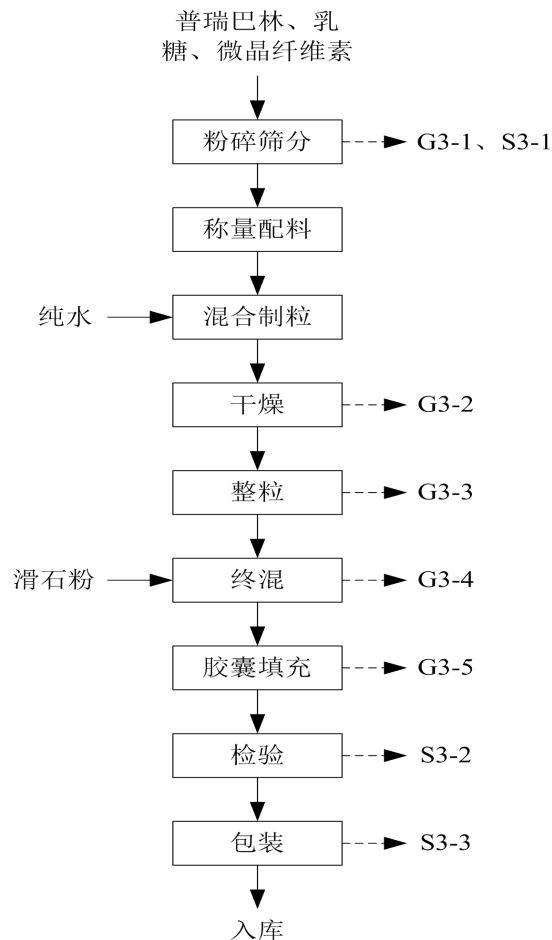 普瑞巴林、乳
糖、微晶纤维素
粉碎筛分
G3-1、S3-1
称量配料
纯水
混合制粒
干燥
G3-2
整粒
G3-3
滑石粉
终混
G3-4
胶囊填充
G3-5
检验
S3-2
包装
S3-3
入库